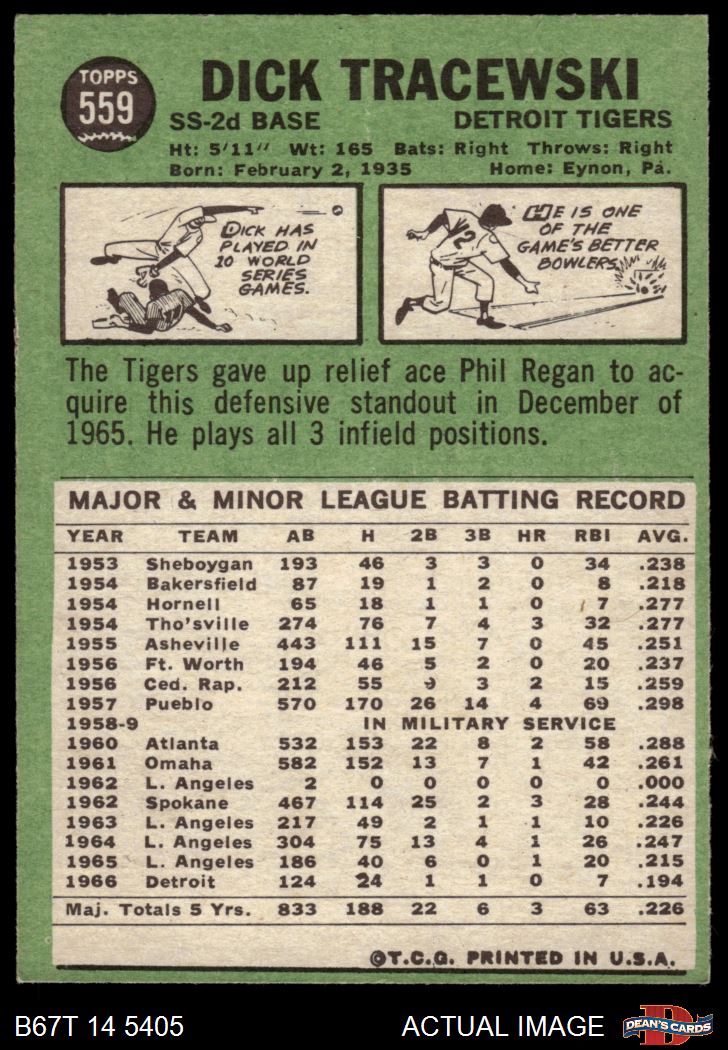 TOPPS
559
DICK TRACEWSKI
SS-2d BASE DETROIT TIGERS
Ht: 5'11" Wt: 165 Bats: Right Throws: Right
Born: February 2, 1935 Home: Eynon, Pa.
DICK HAS
PLAYED IN
10 WORLD
SERIES
GAMES.
HE IS ONE
OF THE
GAME'S BETTER
BOWLERS.
1/2
The Tigers gave up relief ace Phil Regan to ac-
quire this defensive standout in December of
1965. He plays all 3 infield positions.
MAJOR & MINOR LEAGUE BATTING RECORD
YEAR TEAM AB H 2B 3B HR RBI AVG.
1953 Sheboygan 193 46 3 3 0 34 .238
1954 Bakersfield 87 19 1 2 0 8 .218
1954 Hornell 65 18 1 1 0 7 .277
1954 Tho'sville 274 76 7 4 3 32 .277
1955 Asheville 443 111 15 7 0 45 .251
1956 Ft. Worth 194 46 5 2 0 20 .237
1956 Ced. Rap. 212 55 9 3 2 15 .259
1957 Pueblo 570 170 26 14 4 69 .298
1958-9 IN MILITARY SERVICE
1960 Atlanta 532 153 22 8 2 58 .288
1961 Omaha 582 152 13 7 1 42 .261
1962 L. Angeles 2 0 0 0 0 0 .000
1962 Spokane 467 114 25 2 3 28 .244
1963 L. Angeles 217 49 2 1 1 10 .226
1964 L. Angeles 304 75 13 4 1 26 .247
1965 L. Angeles 186 40 6 0 1 20 .215
1966 Detroit 124 24 1 1 0 7 .194
Maj. Totals 5 Yrs. 833 188 22 6 3 63 .226
©T.C.G. PRINTED IN U.S.A.
B67T 14 5405 ACTUAL IMAGE
D
DEAN'S CARDS